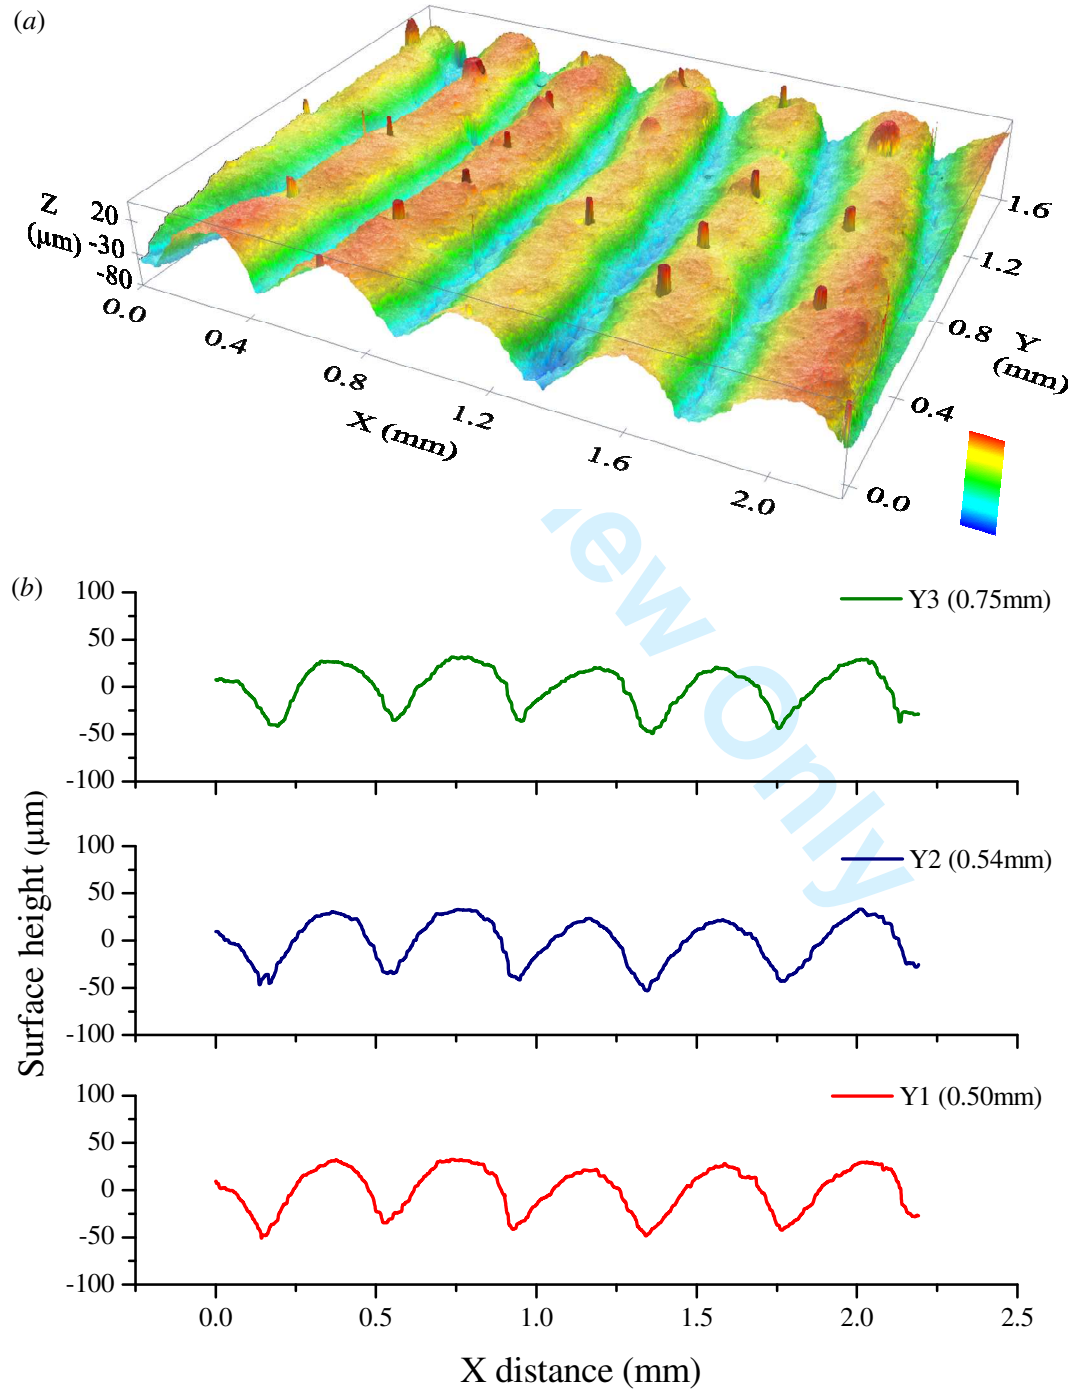 (a)
Z
(μm)
20
-30
-80
0.0
0.4
0.8
1.2
1.6
2.0
X (mm)
1.6
1.2
0.8
0.4
0.0
Y
(mm)
ew Only
(b)
Surface height (μm)
100
50
0
-50
-100
Y3 (0.75mm)
100
50
0
-50
-100
Y2 (0.54mm)
100
50
0
-50
-100
Y1 (0.50mm)
0.0 0.5 1.0 1.5 2.0 2.5
X distance (mm)